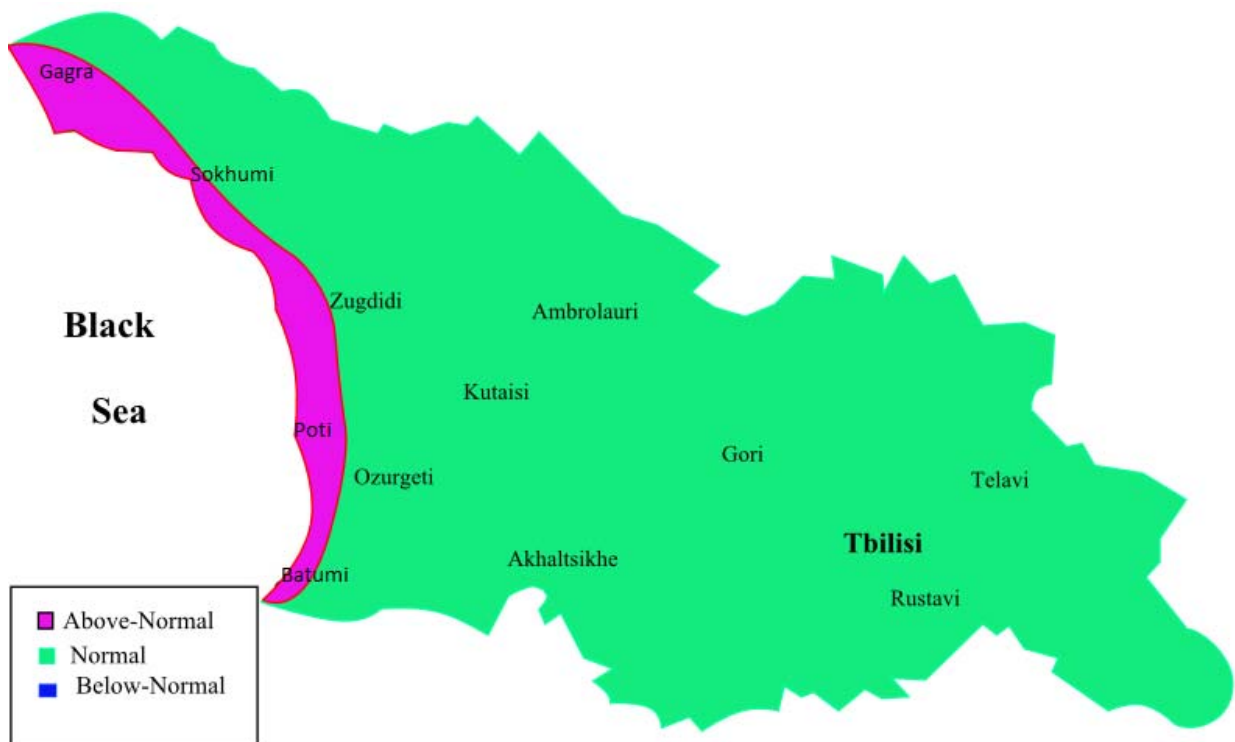 Gagra
Sokhumi
Zugdidi
Ambrolauri
Black
Sea
Kutaisi
Poti
Gori
Ozurgeti
Telavi
Tbilisi
Akhaltsikhe
Batumi
Rustavi
Above-Normal
Normal
Below-Normal